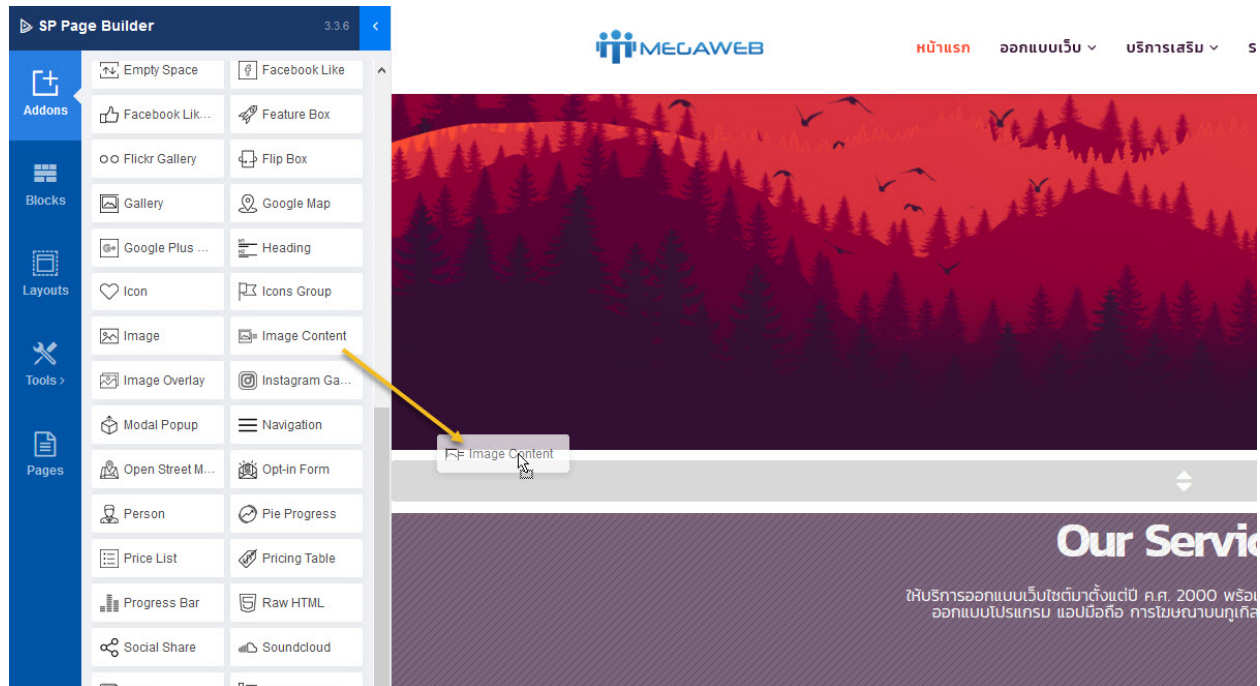 SP Page Builder 3.3.6
MEGAWEB
หน้าแรก ออกแบบเว็บ บริการเสริม
Addons
Blocks
Layouts
Tools
Pages
Empty Space Facebook Like
Facebook Lik... Feature Box
Flickr Gallery Flip Box
Gallery Google Map
Google Plus ... Heading
Icon Icons Group
Image Image Content
Image Overlay Instagram Ga...
Modal Popup Navigation
Open Street M... Opt-in Form
Person Pie Progress
Price List Pricing Table
Progress Bar Raw HTML
Social Share Soundcloud
Image Content
Our Servic
ให้บริการออกแบบเว็บไซต์มาตั้งแต่ปี ค.ศ. 2000 พร้อม
ออกแบบโปรแกรม แอปมือถือ การโฆษณาบนกูเกิล